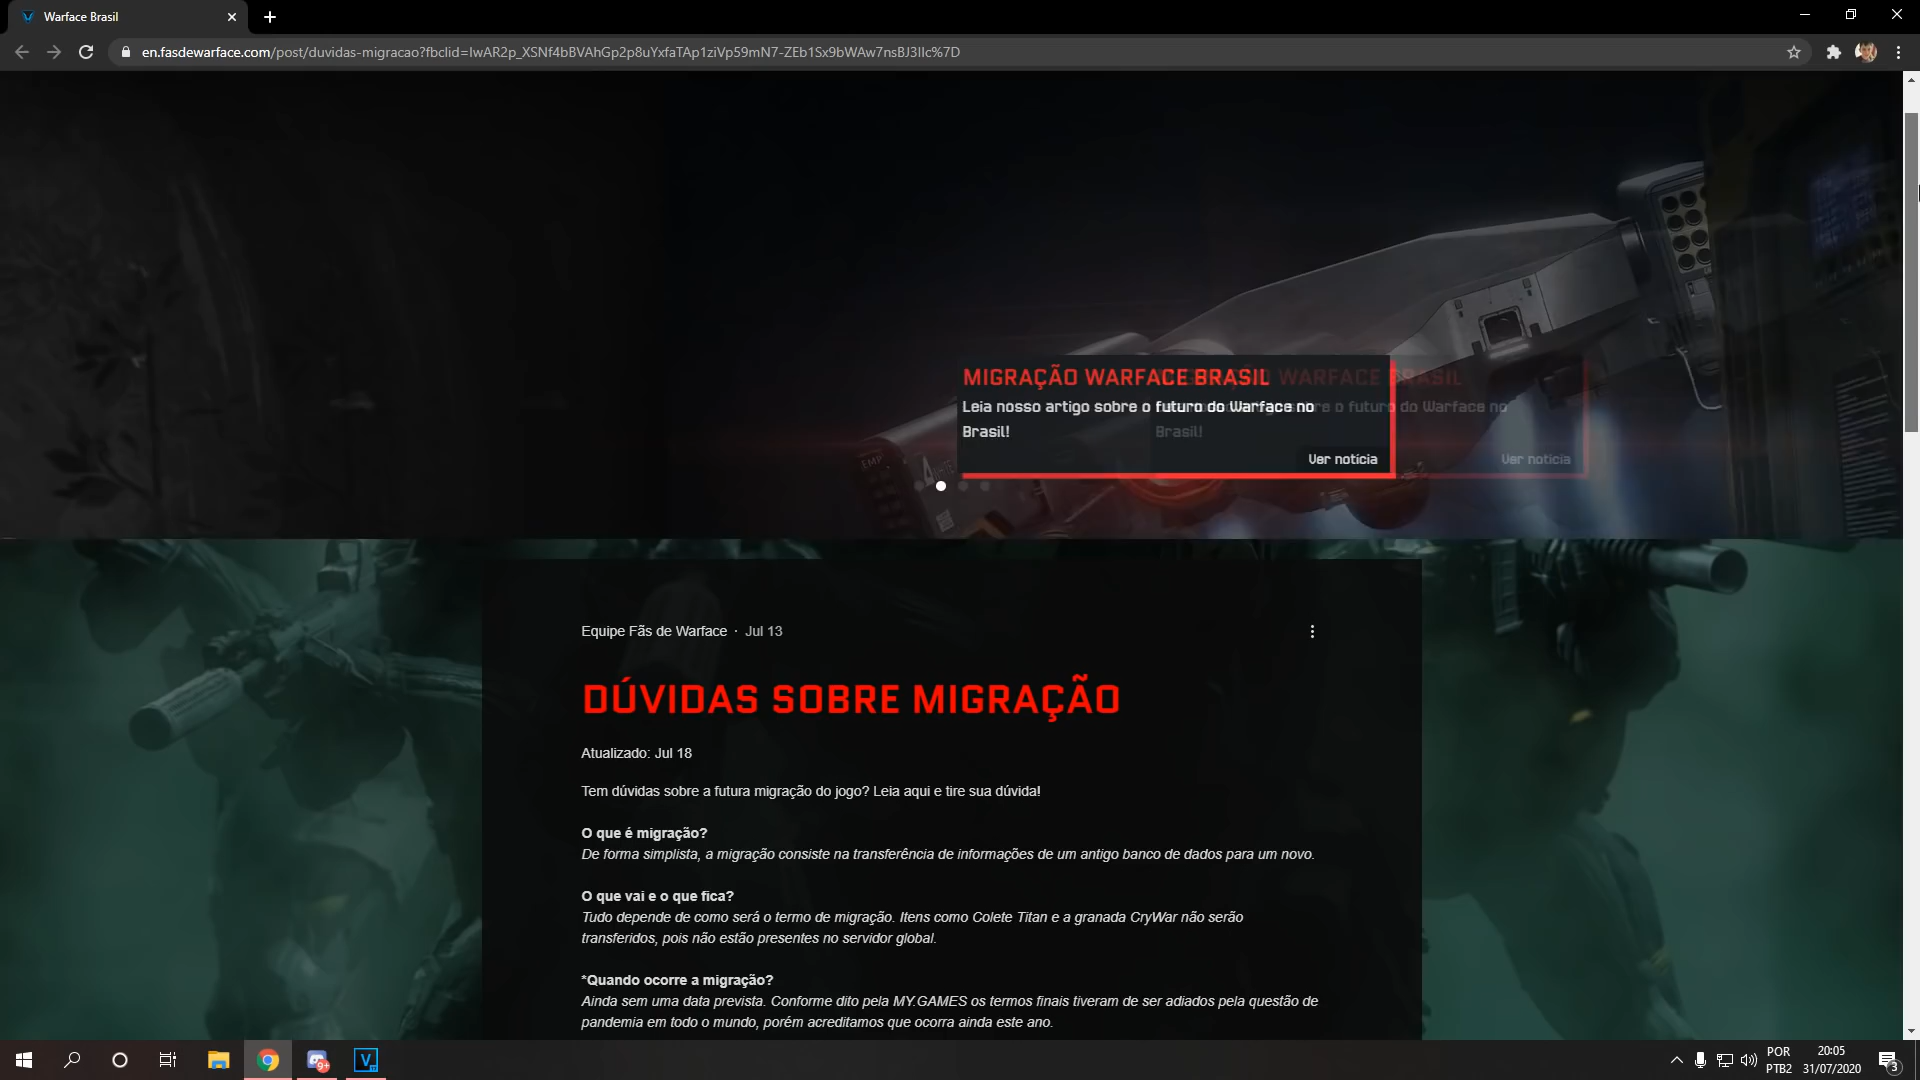 Warface Brasil
en.fasdewarface.com/post/duvidas-migracao?fbclid=IwAR2p_XSNf4bBVAhGp2p8uYxfaTAp1ziVp59mN7-ZEb1Sx9bWAw7nsBJ3lIc%7D
MIGRAÇÃO WARFACE BRASIL
Leia nosso artigo sobre o futuro do Warface no
Brasil!
Ver notícia
EMP
Equipe Fãs de Warface · Jul 13
DÚVIDAS SOBRE MIGRAÇÃO
Atualizado: Jul 18
Tem dúvidas sobre a futura migração do jogo? Leia aqui e tire sua dúvida!
O que é migração?
De forma simplista, a migração consiste na transferência de informações de um antigo banco de dados para um novo.
O que vai e o que fica?
Tudo depende de como será o termo de migração. Itens como Colete Titan e a granada CryWar não serão
transferidos, pois não estão presentes no servidor global.
*Quando ocorre a migração?
Ainda sem uma data prevista. Conforme dito pela MY.GAMES os termos finais tiveram de ser adiados pela questão de
pandemia em todo o mundo, porém acreditamos que ocorra ainda este ano.
9+
V
POR
PTB2
20:05
31/07/2020
3